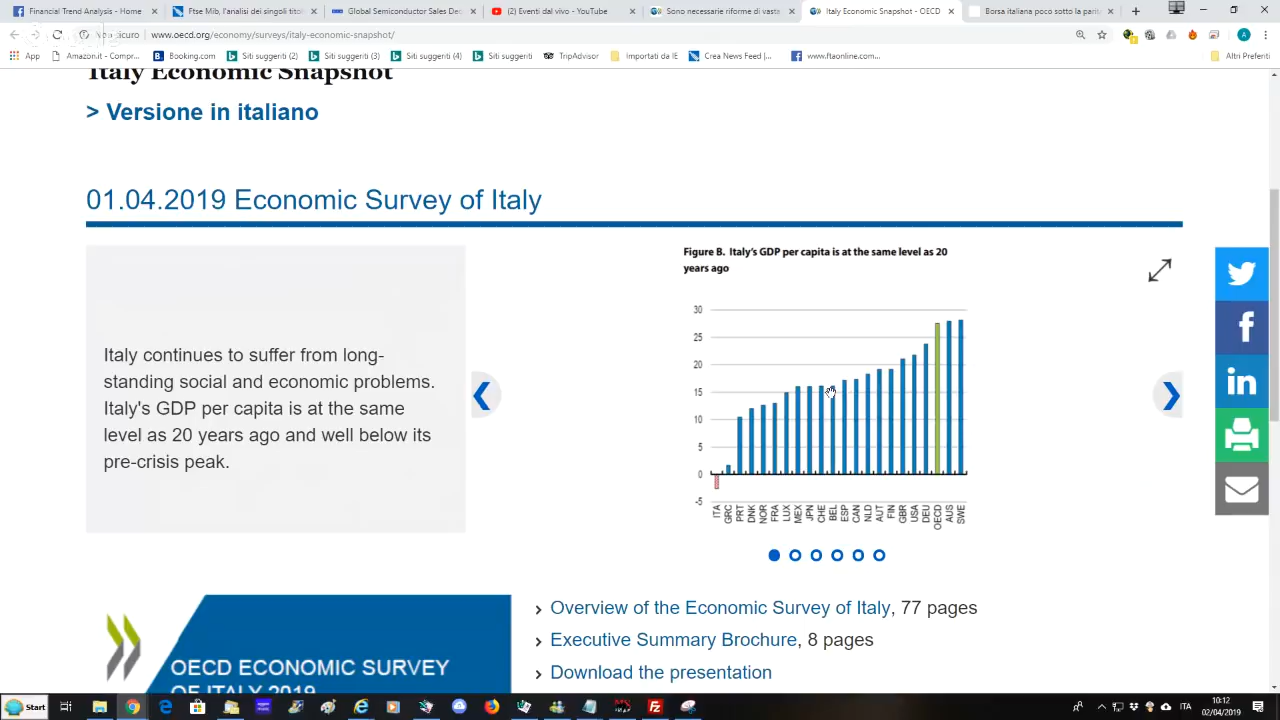 Financial Trend Analysis - Home
Ftse Mib, l'analisi dei singoli t
Global Semiconductor Sales Dec
(2) Eventi dal vivo - YouTube
Sono necessarie riforme di vasta
Italy Economic Snapshot - OECD
Borsa italiana poco sotto la parit
www.oecd.org/economy/surveys/italy-economic-snapshot/
App
Amazon.it - Compr...
Booking.com
Siti suggeriti (2)
Siti suggeriti (3)
Siti suggeriti (4)
Siti suggeriti
TripAdvisor
Importati da IE
Crea News Feed |...
www.ftaonline.com...
Altri Preferiti
Italy Economic Snapshot
> Versione in italiano
01.04.2019 Economic Survey of Italy
Italy continues to suffer from long-
standing social and economic problems.
Italy's GDP per capita is at the same
level as 20 years ago and well below its
pre-crisis peak.
Figure B. Italy's GDP per capita is at the same level as 20
years ago
30
25
20
15
10
5
0
-5
ITA GRC PRT DNK NOR FRA LUX MEX JPN CHE BEL ESP CAN NLD AUT FIN GBR USA DEU OECD AUS SWE
OECD ECONOMIC SURVEY
OF ITALY 2019
Overview of the Economic Survey of Italy, 77 pages
Executive Summary Brochure, 8 pages
Download the presentation
Start
ITA
10:12
02/04/2019